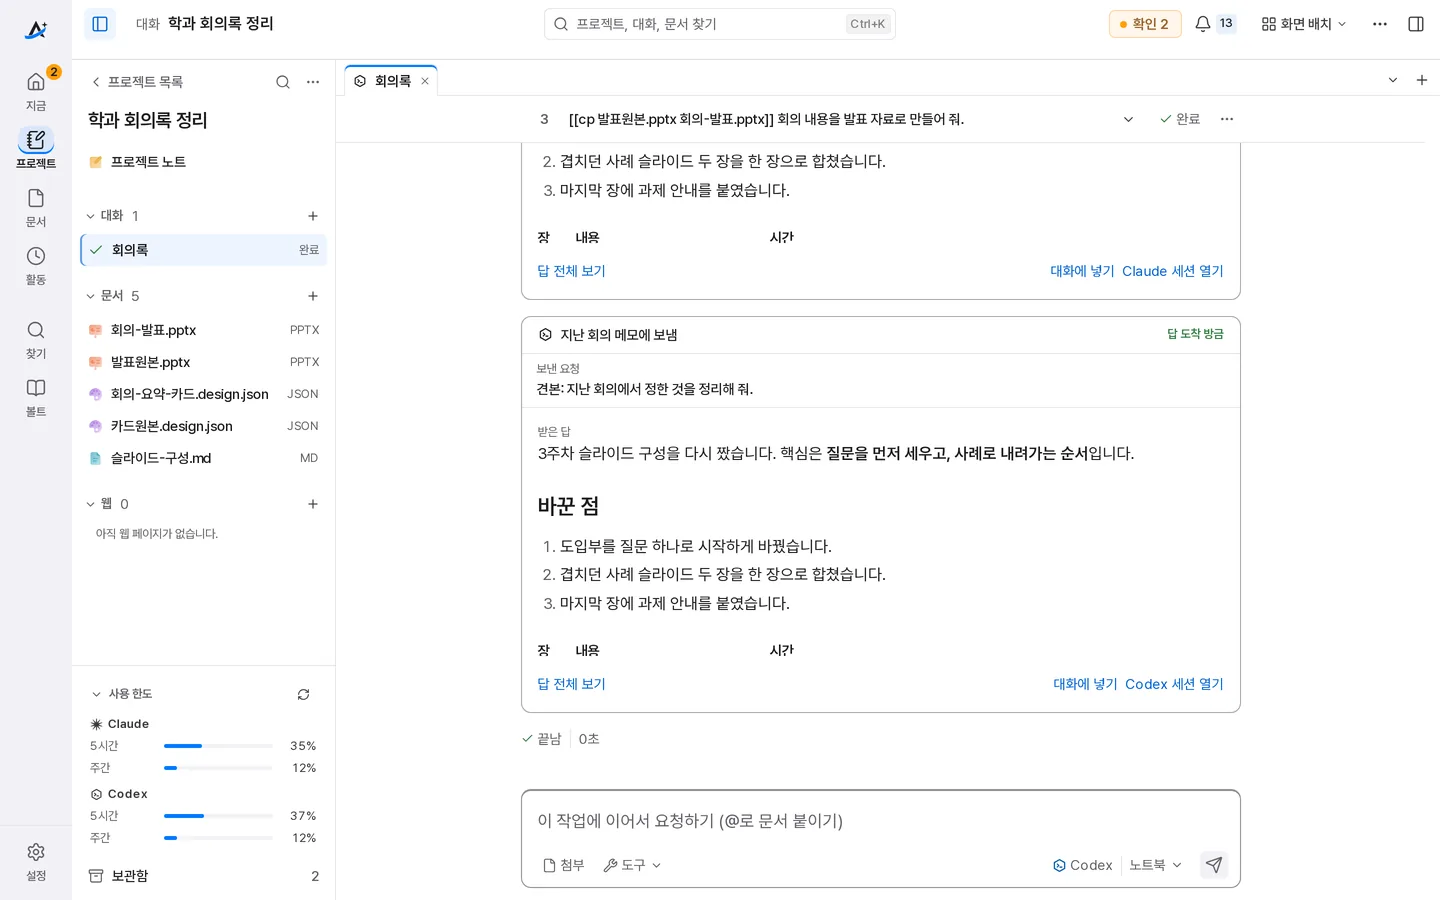 대화 학과 회의록 정리
프로젝트, 대화, 문서 찾기 Ctrl+K
확인 2
13
화면 배치
2
지금
프로젝트
문서
활동
찾기
볼트
설정
프로젝트 목록
학과 회의록 정리
프로젝트 노트
대화 1
회의록 완료
문서 5
회의-발표.pptx PPTX
발표원본.pptx PPTX
회의-요약-카드.design.json JSON
카드원본.design.json JSON
슬라이드-구성.md MD
웹 0
아직 웹 페이지가 없습니다.
사용 한도
Claude
5시간 35%
주간 12%
Codex
5시간 37%
주간 12%
보관함 2
회의록
3 [[cp 발표원본.pptx 회의-발표.pptx]] 회의 내용을 발표 자료로 만들어 줘. 완료
2. 겹치던 사례 슬라이드 두 장을 한 장으로 합쳤습니다.
3. 마지막 장에 과제 안내를 붙였습니다.
장 내용 시간
답 전체 보기 대화에 넣기 Claude 세션 열기
지난 회의 메모에 보냄 답 도착 방금
보낸 요청
견본: 지난 회의에서 정한 것을 정리해 줘.
받은 답
3주차 슬라이드 구성을 다시 짰습니다. 핵심은 질문을 먼저 세우고, 사례로 내려가는 순서입니다.
바꾼 점
1. 도입부를 질문 하나로 시작하게 바꿨습니다.
2. 겹치던 사례 슬라이드 두 장을 한 장으로 합쳤습니다.
3. 마지막 장에 과제 안내를 붙였습니다.
장 내용 시간
답 전체 보기 대화에 넣기 Codex 세션 열기
끝남 0초
이 작업에 이어서 요청하기 (@로 문서 붙이기)
첨부 도구 Codex 노트북